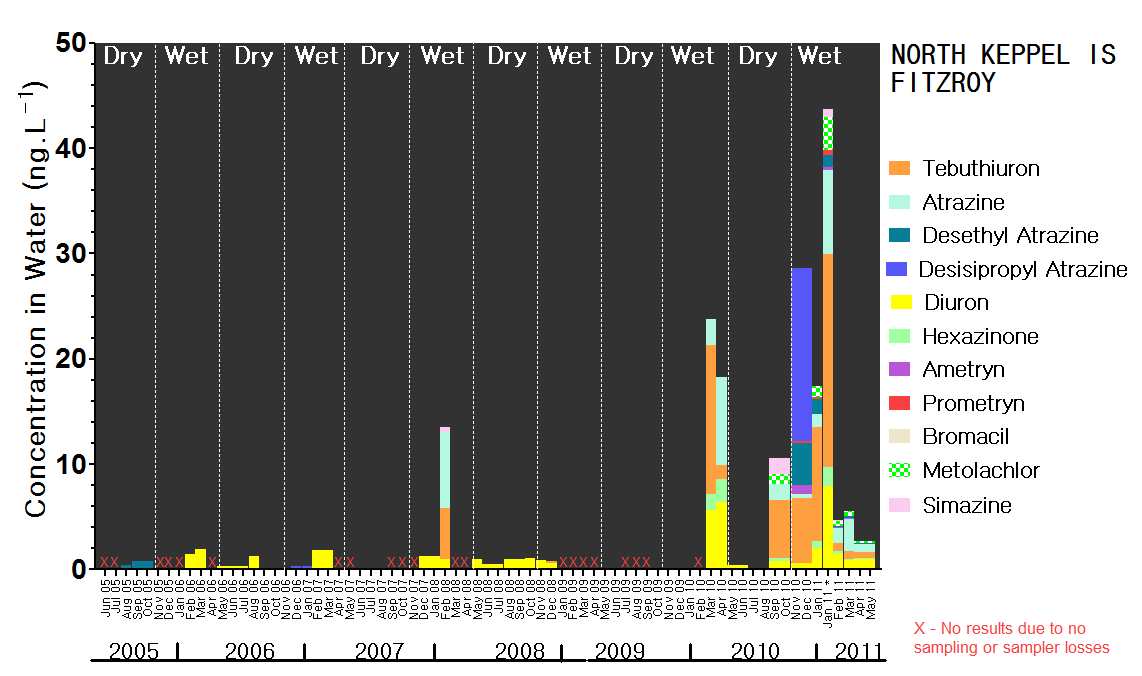 NORTH KEPPEL IS
FITZROY
Dry Wet Dry Wet Dry Wet Dry Wet Dry Wet Dry Wet
Concentration in Water (ng.L⁻¹)
50
40
30
20
10
0
X X X X X X X X X X X X X X X X X X X X X
Tebuthiuron
Atrazine
Desethyl Atrazine
Desisipropyl Atrazine
Diuron
Hexazinone
Ametryn
Prometryn
Bromacil
Metolachlor
Simazine
Jun 05
Jul 05
Aug 05
Sep 05
Oct 05
Nov 05
Dec 05
Jan 06
Feb 06
Mar 06
Apr 06
May 06
Jun 06
Jul 06
Aug 06
Sep 06
Oct 06
Nov 06
Aug 06
Jan 07
Feb 07
Mar 07
Apr 07
May 07
Jun 07
Jul 07
Aug 07
Sep 07
Oct 07
Nov 07
Dec 07
Jan 08
Feb 08
Mar 08
Apr 08
May 08
Jun 08
Jul 08
Aug 08
Sep 08
Oct 08
Nov 08
Dec 08
Jan 09
Feb 09
Mar 09
Apr 09
May 09
Jun 09
Jul 09
Aug 09
Sep 09
Oct 09
Nov 09
Dec 09
Jan 10
Feb 10
Mar 10
Apr 10
May 10
Jun 10
Jul 10
Aug 10
Sep 10
Oct 10
Nov 10
Dec 10
Jan 11
Jan 11 *
Feb 11
Mar 11
Apr 11
May 11
2005 2006 2007 2008 2009 2010 2011
X - No results due to no
sampling or sampler losses